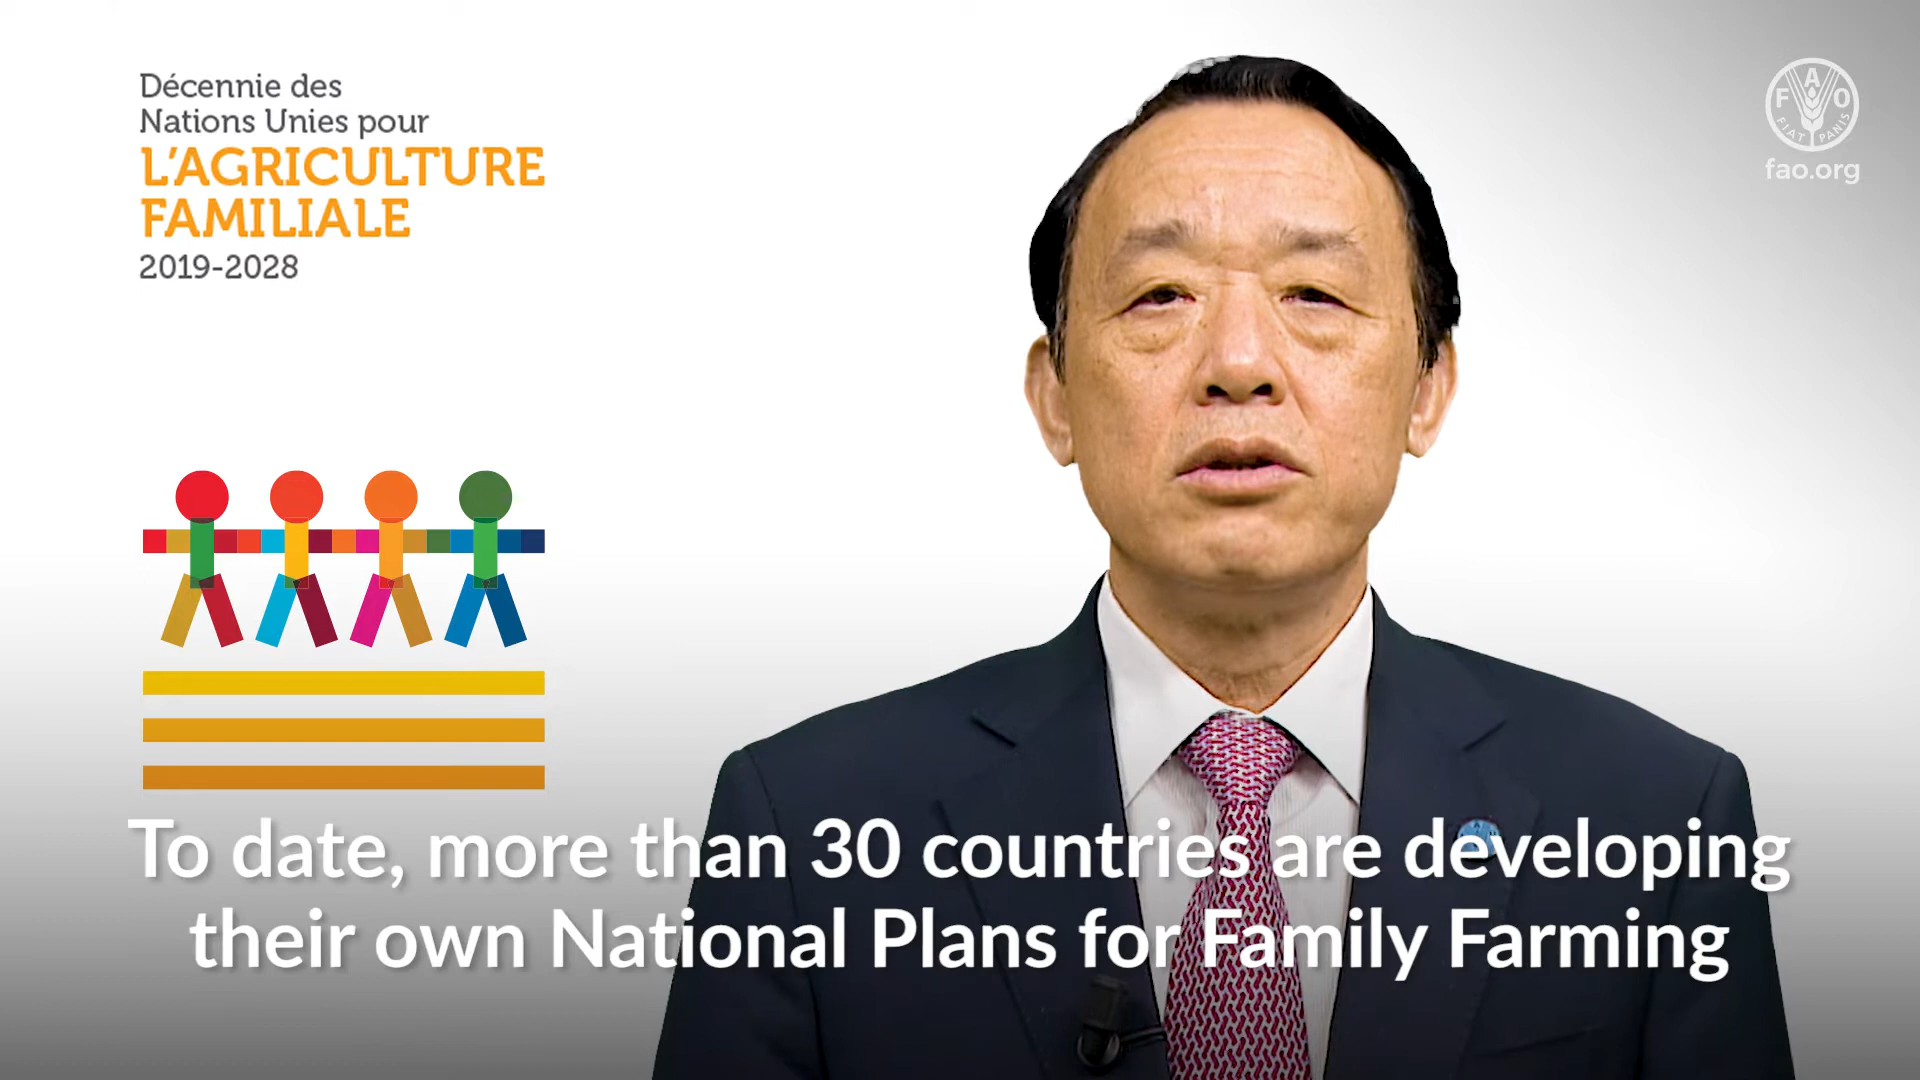 Décennie des
Nations Unies pour
L'AGRICULTURE
FAMILIALE
2019-2028
F A O
FIAT PANIS
fao.org
To date, more than 30 countries are developing
their own National Plans for Family Farming